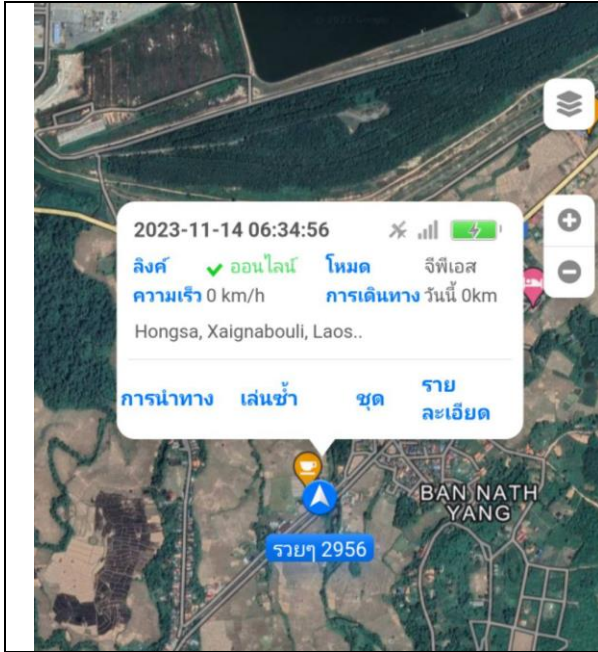 2023-11-14 06:34:56
ลิงค์ ออนไลน์ โหมด จีพีเอส
ความเร็ว 0 km/h การเดินทาง วันนี้ 0km
Hongsa, Xaignabouli, Laos..
การนำทาง เล่นซ้ำ ชุด ราย
ละเอียด
BAN NATH
YANG
รวยๆ 2956